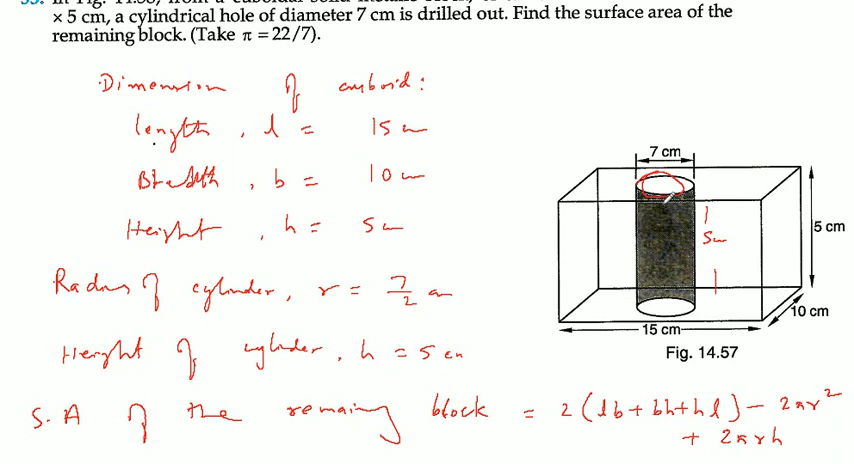 × 5 cm, a cylindrical hole of diameter 7 cm is drilled out. Find the surface area of the
remaining block. (Take π = 22/7).
Dimension of cuboid:
length, l = 15 cm
Breadth, b = 10 cm
Height, h = 5 cm
Radius of cylinder, r = 7/2 cm
Height of cylinder, h = 5 cm
S.A of the remaing block = 2(lb + bh + hl) - 2πr²
+ 2πrh
7 cm
5 cm
5 cm
10 cm
15 cm
Fig. 14.57